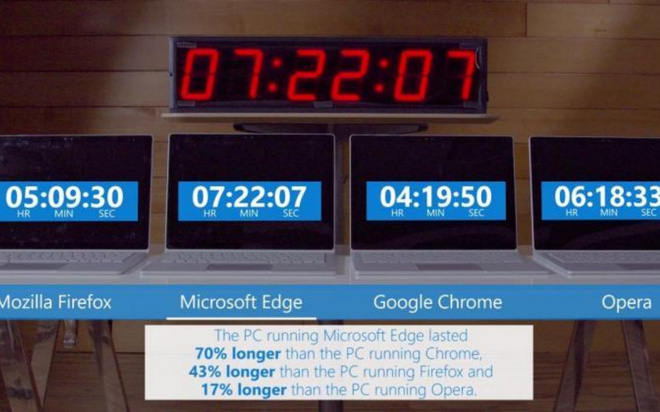 07:22:07
05:09:30
HR MIN SEC
07:22:07
HR MIN SEC
04:19:50
HR MIN SEC
06:18:33
HR MIN SEC
Mozilla Firefox
Microsoft Edge
Google Chrome
Opera
The PC running Microsoft Edge lasted
70% longer than the PC running Chrome,
43% longer than the PC running Firefox and
17% longer than the PC running Opera.